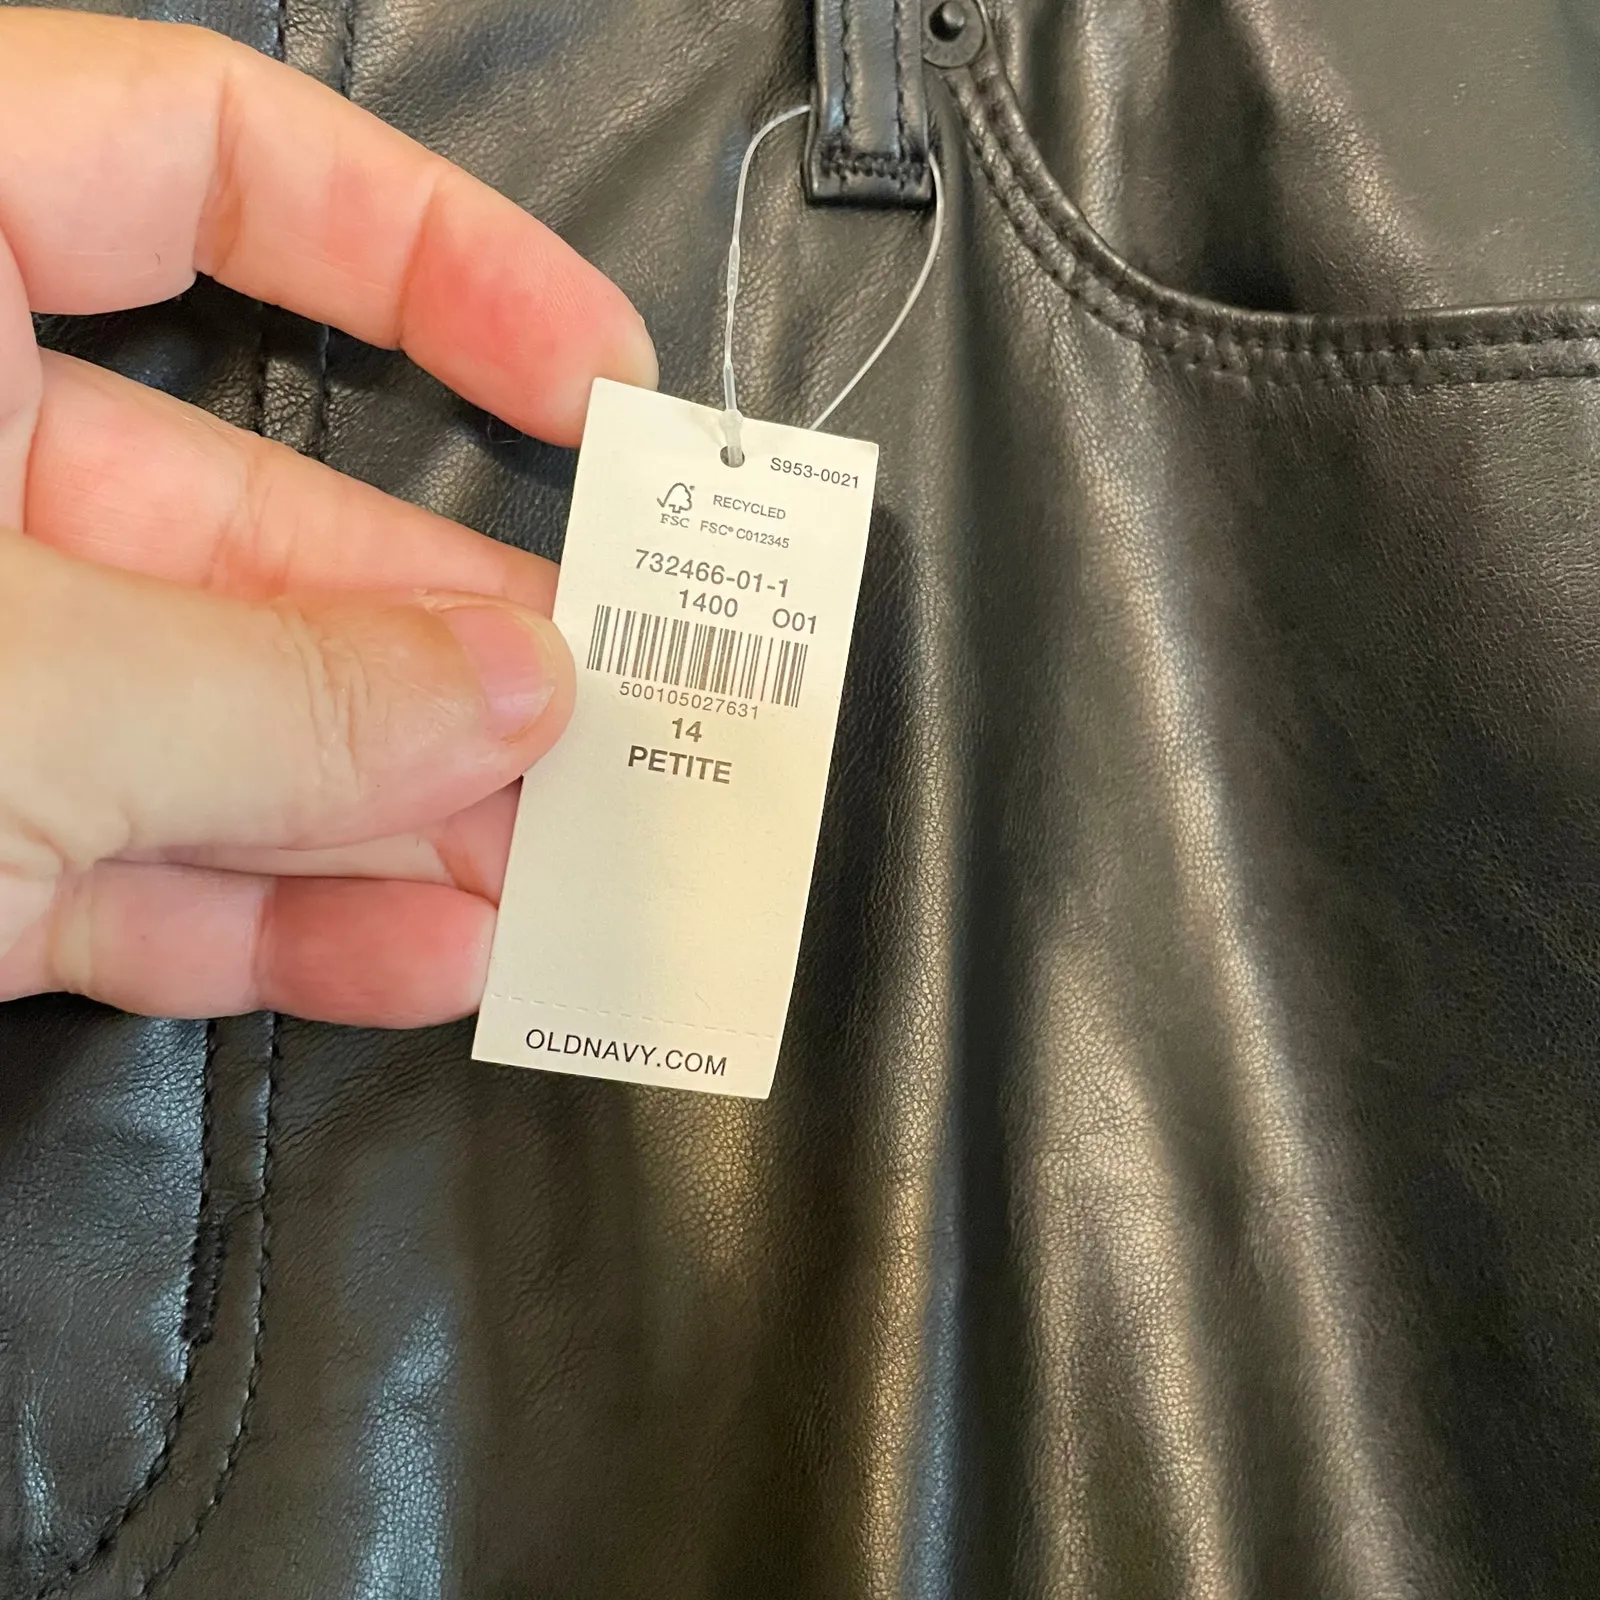 S953-0021
RECYCLED
FSC FSC® C012345
732466-01-1
1400 O01
500105027631
14
PETITE
OLDNAVY.COM